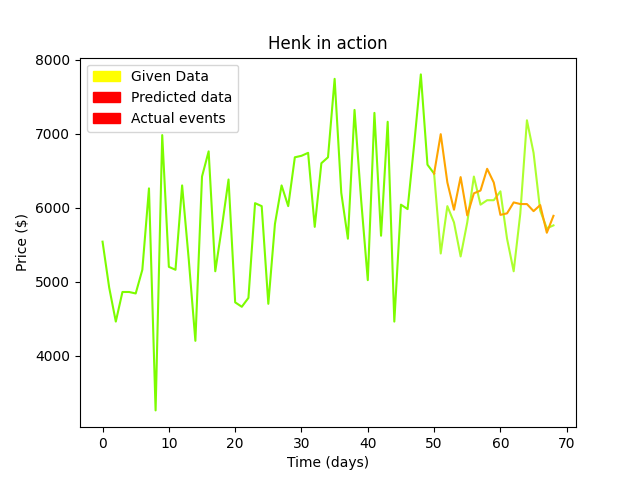 Henk in action
Given Data
Predicted data
Actual events
8000
7000
6000
5000
4000
Price ($)
0 10 20 30 40 50 60 70
Time (days)